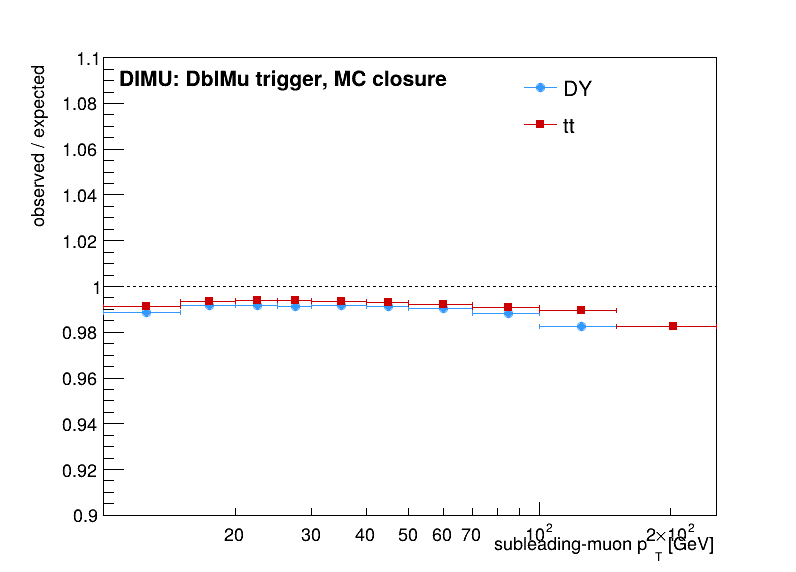 DIMU: DblMu trigger, MC closure
DY
tt
observed / expected
1.1
1.08
1.06
1.04
1.02
1
0.98
0.96
0.94
0.92
0.9
20 30 40 50 60 70 10² 2×10²
subleading-muon p_T [GeV]